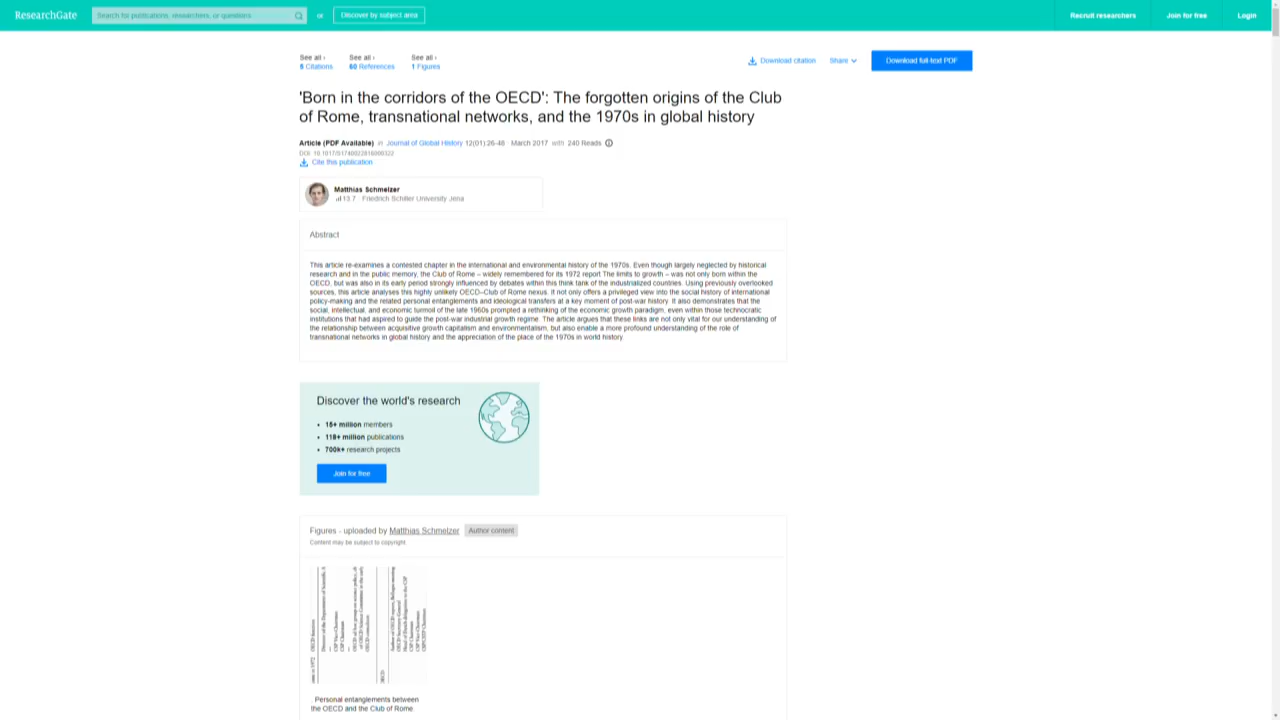 ResearchGate
Search for publications, researchers, or questions
or
Discover by subject area
Recruit researchers
Join for free
Login
See all ›
6 Citations
See all ›
60 References
See all ›
1 Figures
Download citation
Share
Download full-text PDF
'Born in the corridors of the OECD': The forgotten origins of the Club
of Rome, transnational networks, and the 1970s in global history
Article (PDF Available) in Journal of Global History 12(01):26-48 March 2017 with 240 Reads
DOI: 10.1017/S1740022816000322
Cite this publication
Matthias Schmelzer
13.7 Friedrich Schiller University Jena
Abstract
This article re-examines a contested chapter in the international and environmental history of the 1970s. Even though largely neglected by historical
research and in the public memory, the Club of Rome – widely remembered for its 1972 report The limits to growth – was not only born within the
OECD, but was also in its early period strongly influenced by debates within this think tank of the industrialized countries. Using previously overlooked
sources, this article analyses this highly unlikely OECD–Club of Rome nexus. It not only offers a privileged view into the social history of international
policy-making and the related personal entanglements and ideological transfers at a key moment of post-war history. It also demonstrates that the
social, intellectual, and economic turmoil of the late 1960s prompted a rethinking of the economic growth paradigm, even within those technocratic
institutions that had aspired to guide the post-war industrial growth regime. The article argues that these links are not only vital for our understanding of
the relationship between acquisitive growth capitalism and environmentalism, but also enable a more profound understanding of the role of
transnational networks in global history and the appreciation of the place of the 1970s in world history
Discover the world's research
• 15+ million members
• 118+ million publications
• 700k+ research projects
Join for free
Figures - uploaded by Matthias Schmelzer
Author content
Content may be subject to copyright.
Personal entanglements between
the OECD and the Club of Rome